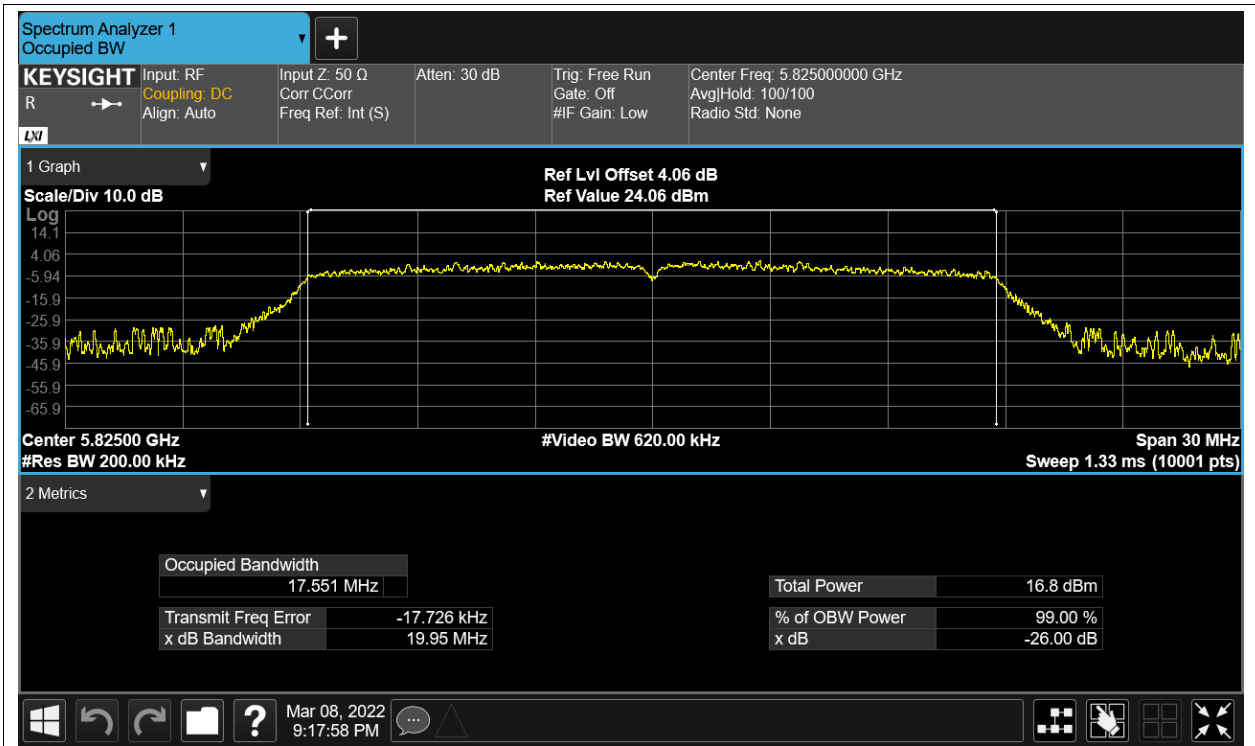 Spectrum Analyzer 1
Occupied BW
KEYSIGHT
R
LXI
Input: RF
Coupling: DC
Align: Auto
Input Z: 50 Ω
Corr CCorr
Freq Ref: Int (S)
Atten: 30 dB
Trig: Free Run
Gate: Off
#IF Gain: Low
Center Freq: 5.825000000 GHz
Avg|Hold: 100/100
Radio Std: None
1 Graph
Scale/Div 10.0 dB
Ref Lvl Offset 4.06 dB
Ref Value 24.06 dBm
Log
14.1
4.06
-5.94
-15.9
-25.9
-35.9
-45.9
-55.9
-65.9
Center 5.82500 GHz
#Video BW 620.00 kHz
Span 30 MHz
#Res BW 200.00 kHz
Sweep 1.33 ms (10001 pts)
2 Metrics
Occupied Bandwidth
17.551 MHz
Transmit Freq Error -17.726 kHz
x dB Bandwidth 19.95 MHz
Total Power 16.8 dBm
% of OBW Power 99.00 %
x dB -26.00 dB
?
Mar 08, 2022
9:17:58 PM